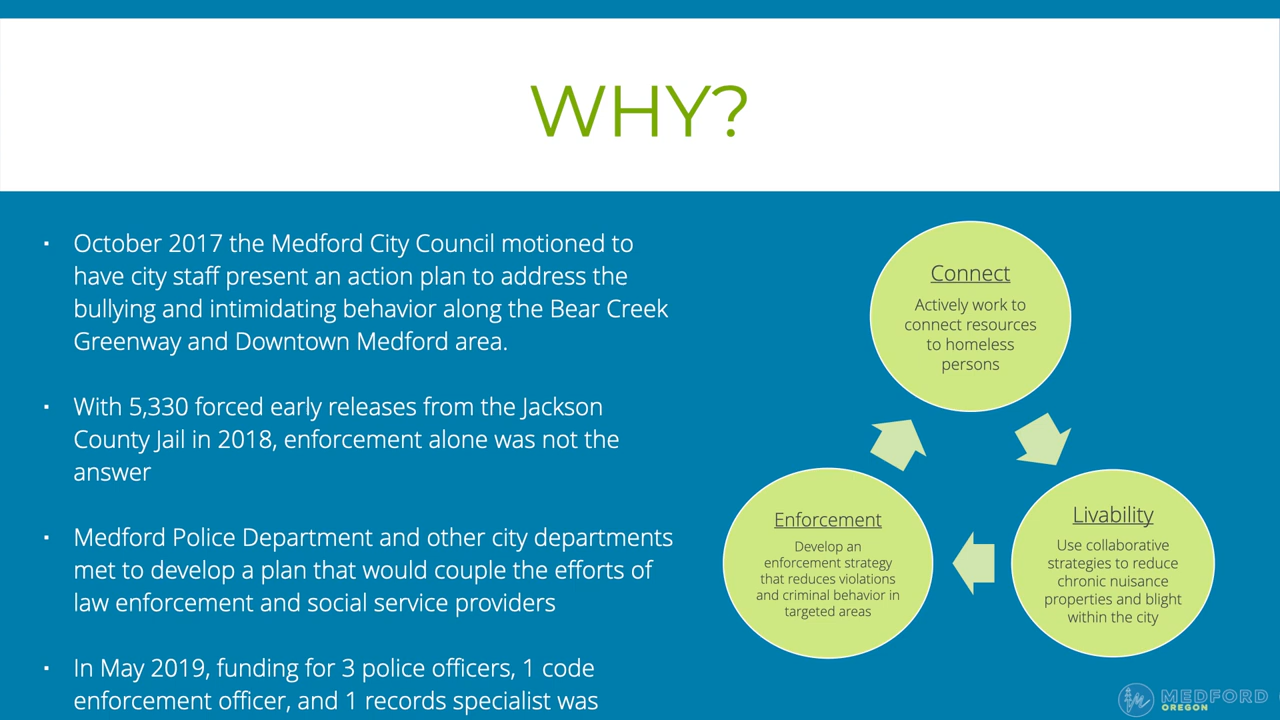 WHY?
▪ October 2017 the Medford City Council motioned to
have city staff present an action plan to address the
bullying and intimidating behavior along the Bear Creek
Greenway and Downtown Medford area.
▪ With 5,330 forced early releases from the Jackson
County Jail in 2018, enforcement alone was not the
answer
▪ Medford Police Department and other city departments
met to develop a plan that would couple the efforts of
law enforcement and social service providers
▪ In May 2019, funding for 3 police officers, 1 code
enforcement officer, and 1 records specialist was
Connect
Actively work to
connect resources
to homeless
persons
Livability
Use collaborative
strategies to reduce
chronic nuisance
properties and blight
within the city
Enforcement
Develop an
enforcement strategy
that reduces violations
and criminal behavior in
targeted areas
MEDFORD
OREGON